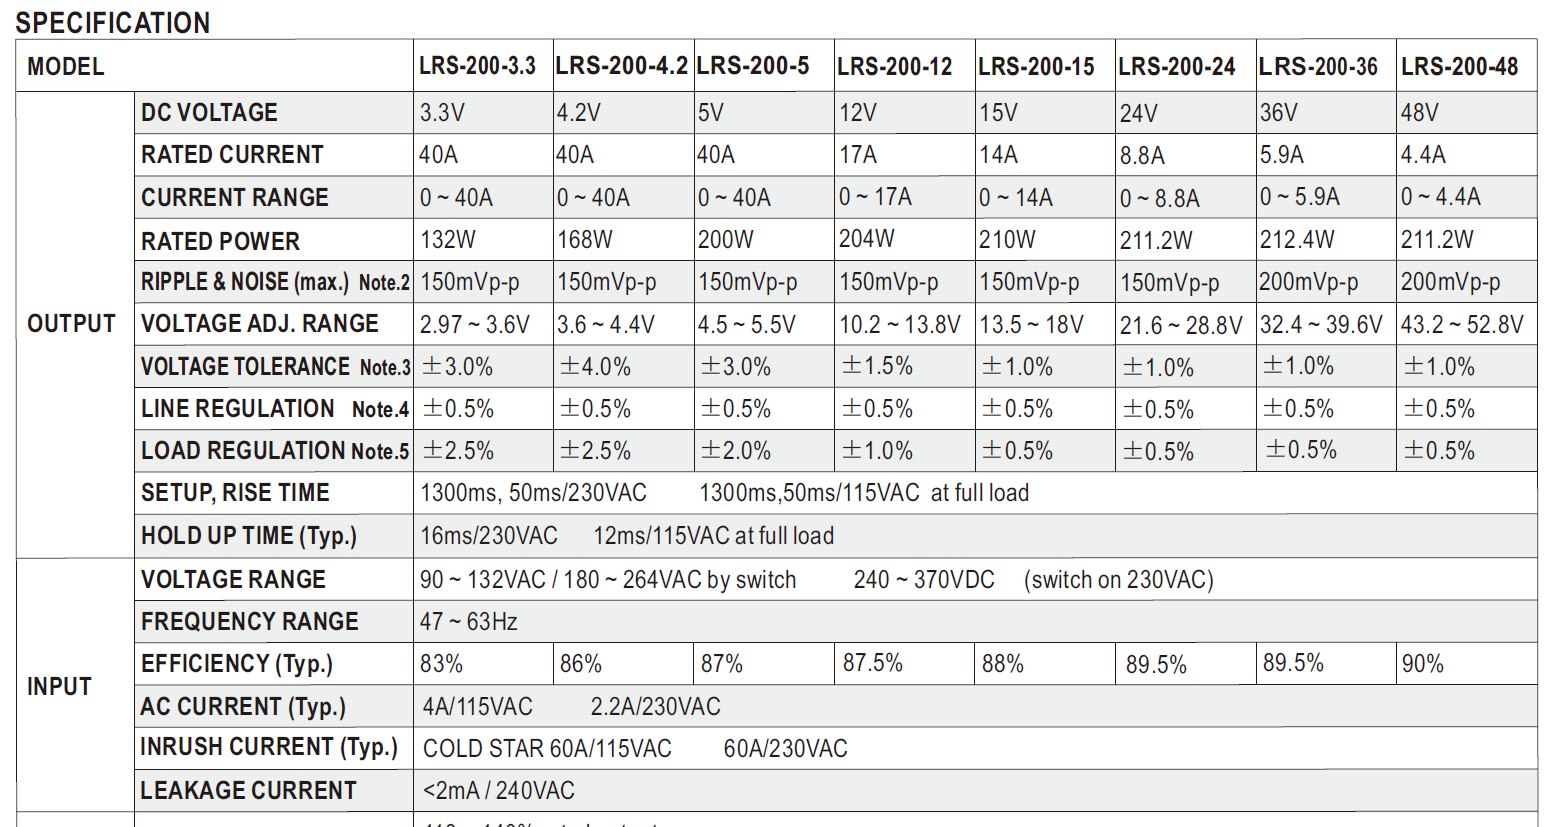 SPECIFICATION
MODEL LRS-200-3.3 LRS-200-4.2 LRS-200-5 LRS-200-12 LRS-200-15 LRS-200-24 LRS-200-36 LRS-200-48
DC VOLTAGE 3.3V 4.2V 5V 12V 15V 24V 36V 48V
RATED CURRENT 40A 40A 40A 17A 14A 8.8A 5.9A 4.4A
CURRENT RANGE 0 ~ 40A 0 ~ 40A 0 ~ 40A 0 ~ 17A 0 ~ 14A 0 ~ 8.8A 0 ~ 5.9A 0 ~ 4.4A
RATED POWER 132W 168W 200W 204W 210W 211.2W 212.4W 211.2W
RIPPLE & NOISE (max.) Note.2 150mVp-p 150mVp-p 150mVp-p 150mVp-p 150mVp-p 150mVp-p 200mVp-p 200mVp-p
OUTPUT VOLTAGE ADJ. RANGE 2.97 ~ 3.6V 3.6 ~ 4.4V 4.5 ~ 5.5V 10.2 ~ 13.8V 13.5 ~ 18V 21.6 ~ 28.8V 32.4 ~ 39.6V 43.2 ~ 52.8V
VOLTAGE TOLERANCE Note.3 ±3.0% ±4.0% ±3.0% ±1.5% ±1.0% ±1.0% ±1.0% ±1.0%
LINE REGULATION Note.4 ±0.5% ±0.5% ±0.5% ±0.5% ±0.5% ±0.5% ±0.5% ±0.5%
LOAD REGULATION Note.5 ±2.5% ±2.5% ±2.0% ±1.0% ±0.5% ±0.5% ±0.5% ±0.5%
SETUP, RISE TIME 1300ms, 50ms/230VAC 1300ms,50ms/115VAC at full load
HOLD UP TIME (Typ.) 16ms/230VAC 12ms/115VAC at full load
VOLTAGE RANGE 90 ~ 132VAC / 180 ~ 264VAC by switch 240 ~ 370VDC (switch on 230VAC)
FREQUENCY RANGE 47 ~ 63Hz
EFFICIENCY (Typ.) 83% 86% 87% 87.5% 88% 89.5% 89.5% 90%
INPUT
AC CURRENT (Typ.) 4A/115VAC 2.2A/230VAC
INRUSH CURRENT (Typ.) COLD STAR 60A/115VAC 60A/230VAC
LEAKAGE CURRENT <2mA / 240VAC